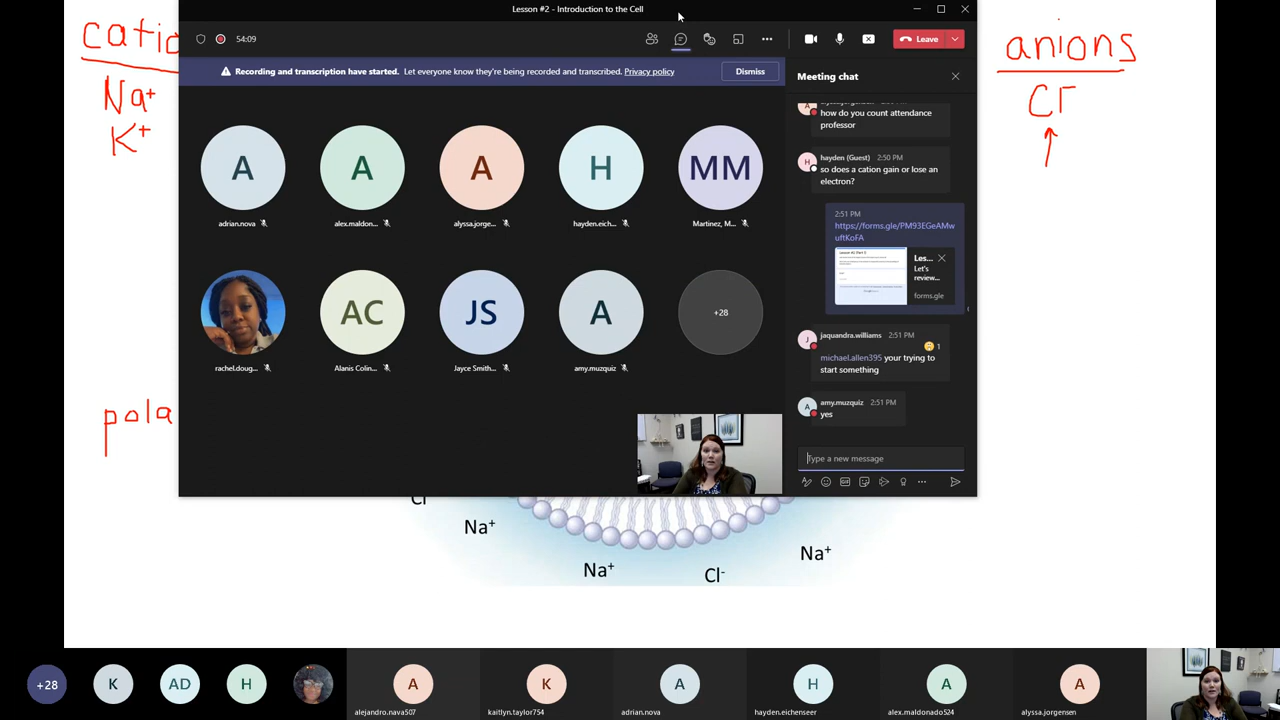 Lesson #2 - Introduction to the Cell
54:09
Leave
Recording and transcription have started. Let everyone know they're being recorded and transcribed. Privacy policy
Dismiss
catio
Na+
K+
pola
anions
Cl-
A
A
A
H
MM
adrian.nova
alex.maldon...
alyssa.jorge...
hayden.eich...
Martinez, M...
AC
JS
A
+28
rachel.doug...
Alanis Colin...
Jayce Smith...
amy.muzquiz
Meeting chat
A
how do you count attendance
professor
H
hayden (Guest) 2:50 PM
so does a cation gain or lose an
electron?
2:51 PM
https://forms.gle/PM93EGeAMw
uftKoFA
Les...
Let's
review...
forms.gle
J
jaquandra.williams 2:51 PM
1
michael.allen395 your trying to
start something
A
amy.muzquiz 2:51 PM
yes
Type a new message
GIF
Cl
Na+
Na+
Cl-
Na+
+28
K
AD
H
A
K
A
H
A
A
alejandro.nava507
kaitlyn.taylor754
adrian.nova
hayden.eichenseer
alex.maldonado524
alyssa.jorgensen